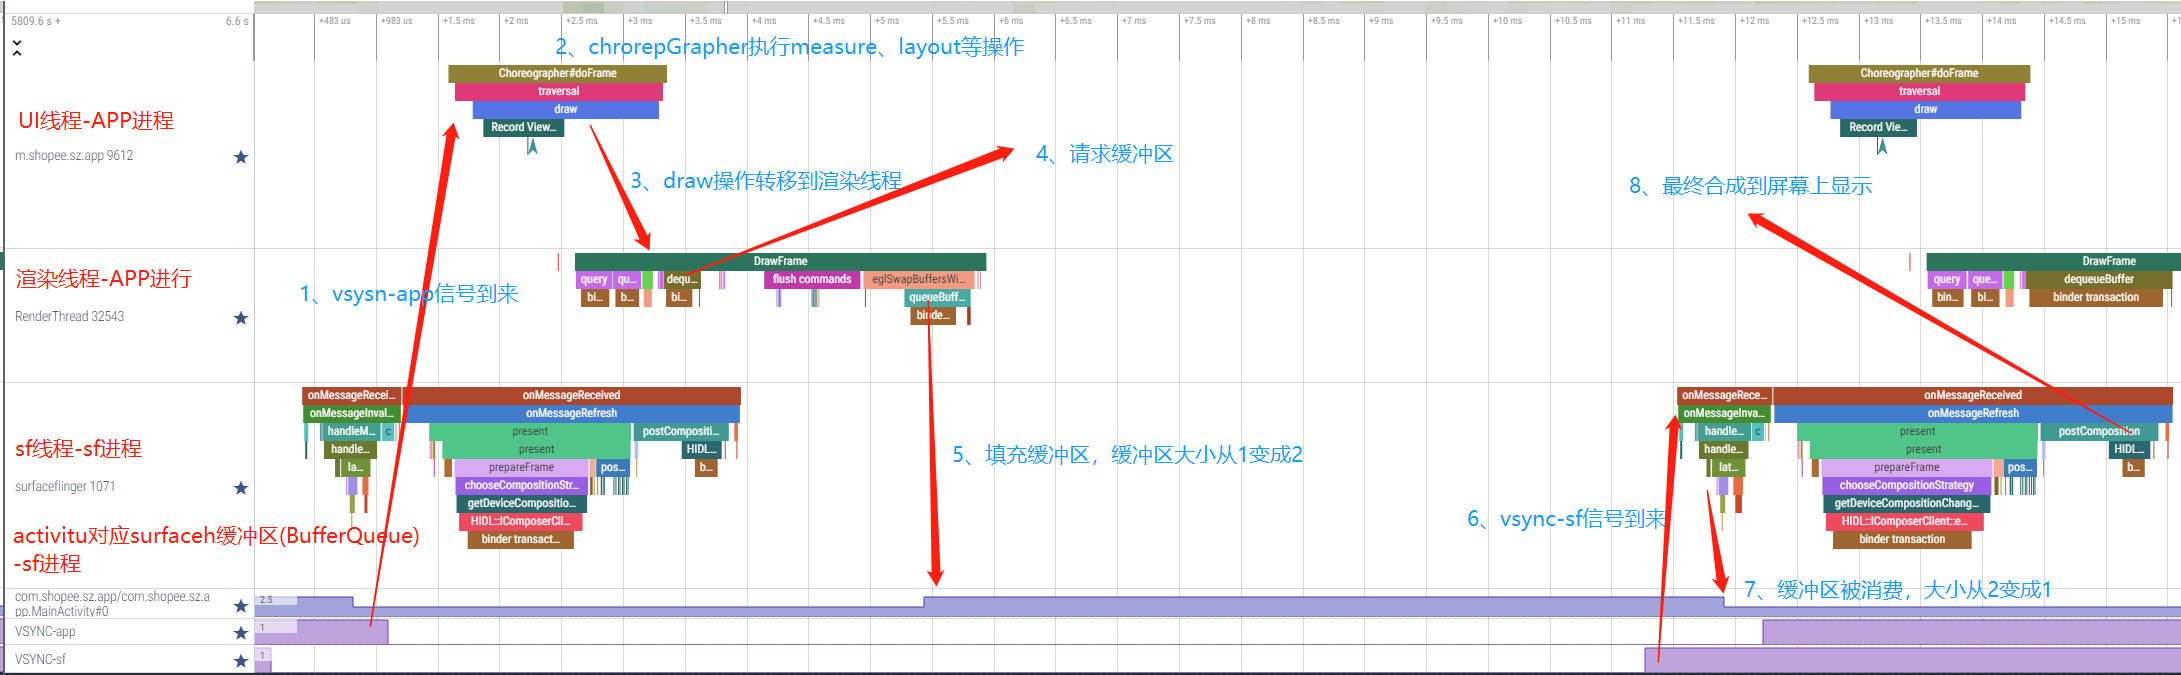 5809.6 s + 6.6 s +483 us +983 us +1.5 ms +2 ms +2.5 ms +3 ms +3.5 ms +4 ms +4.5 ms +5 ms +5.5 ms +6 ms +6.5 ms +7 ms +7.5 ms +8 ms +8.5 ms +9 ms +9.5 ms +10 ms +10.5 ms +11 ms +11.5 ms +12 ms +12.5 ms +13 ms +13.5 ms +14 ms +14.5 ms +15 ms
2、chrorepGrapher执行measure、layout等操作
Choreographer#doFrame Choreographer#doFrame
traversal traversal
draw draw
Record View... Record Vie...
UI线程-APP进程
m.shopee.sz.app 9612
4、请求缓冲区
3、draw操作转移到渲染线程
8、最终合成到屏幕上显示
DrawFrame DrawFrame
渲染线程-APP进行
query qu... dequ... flush commands eglSwapBuffersWi... query que... dequeueBuffer
bi... b... bi... queueBuff... bin... bi... binder transaction
1、vsysn-app信号到来
RenderThread 32543
binde...
onMessageRecei... onMessageReceived onMessageRece... onMessageReceived
onMessageInval... onMessageRefresh onMessageInva... onMessageRefresh
handleM... c present postCompositi... handle... c present postComposition
sf线程-sf进程
handle... present HIDL... handle... present HIDL...
5、填充缓冲区，缓冲区大小从1变成2
la... prepareFrame pos... b... lat... prepareFrame pos... b...
surfaceflinger 1071
chooseCompositionStr... chooseCompositionStrategy
getDeviceCompositio... getDeviceCompositionChang...
6、vsync-sf信号到来
HIDL::IComposerCli... HIDL::IComposerClient::e...
activitu对应surfaceh缓冲区(BufferQueue)
-sf进程
binder transact... binder transaction
7、缓冲区被消费，大小从2变成1
com.shopee.sz.app/com.shopee.sz.a
pp.MainActivity#0
2.5
VSYNC-app
1
VSYNC-sf
1